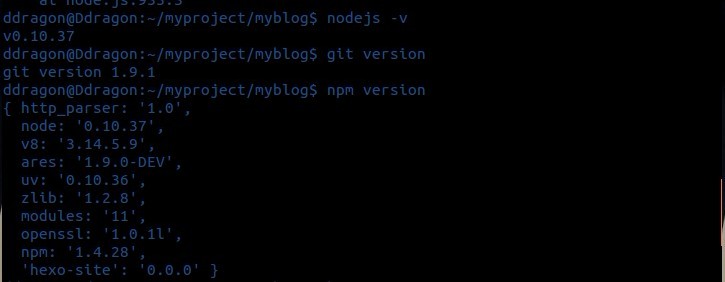 at node.js:935:3
ddragon@Ddragon:~/myproject/myblog$ nodejs -v
v0.10.37
ddragon@Ddragon:~/myproject/myblog$ git version
git version 1.9.1
ddragon@Ddragon:~/myproject/myblog$ npm version
{ http_parser: '1.0',
  node: '0.10.37',
  v8: '3.14.5.9',
  ares: '1.9.0-DEV',
  uv: '0.10.36',
  zlib: '1.2.8',
  modules: '11',
  openssl: '1.0.1l',
  npm: '1.4.28',
  'hexo-site': '0.0.0' }